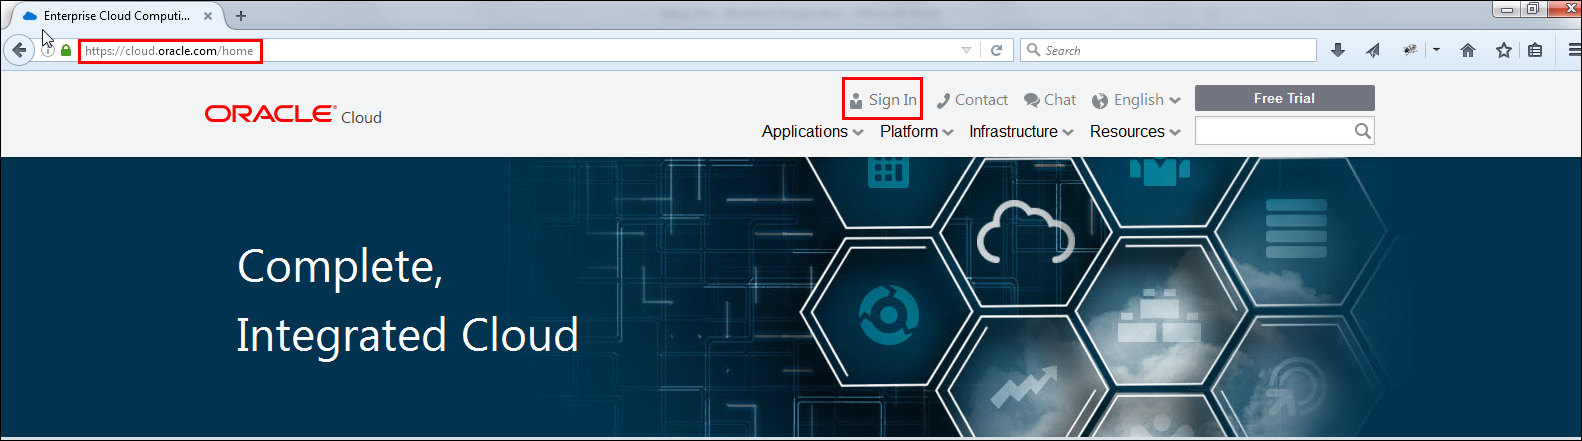 Enterprise Cloud Computi...
https://cloud.oracle.com/home
Search
Sign In
Contact
Chat
English
Free Trial
ORACLE Cloud
Applications
Platform
Infrastructure
Resources
Complete,
Integrated Cloud